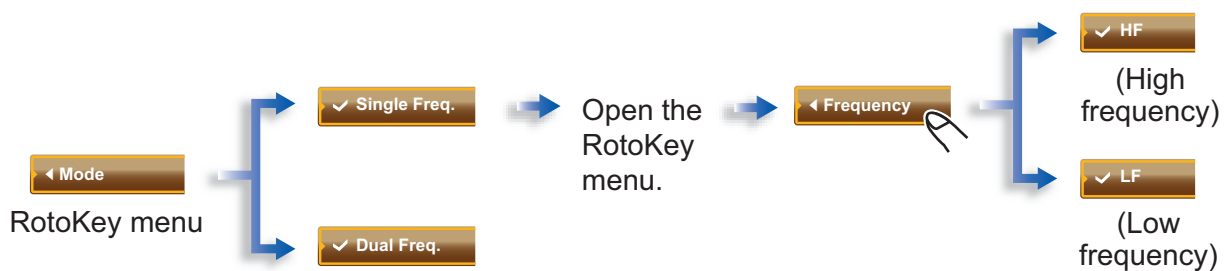 Mode
RotoKey menu
Single Freq.
Dual Freq.
Open the
RotoKey
menu.
Frequency
HF
(High
frequency)
LF
(Low
frequency)